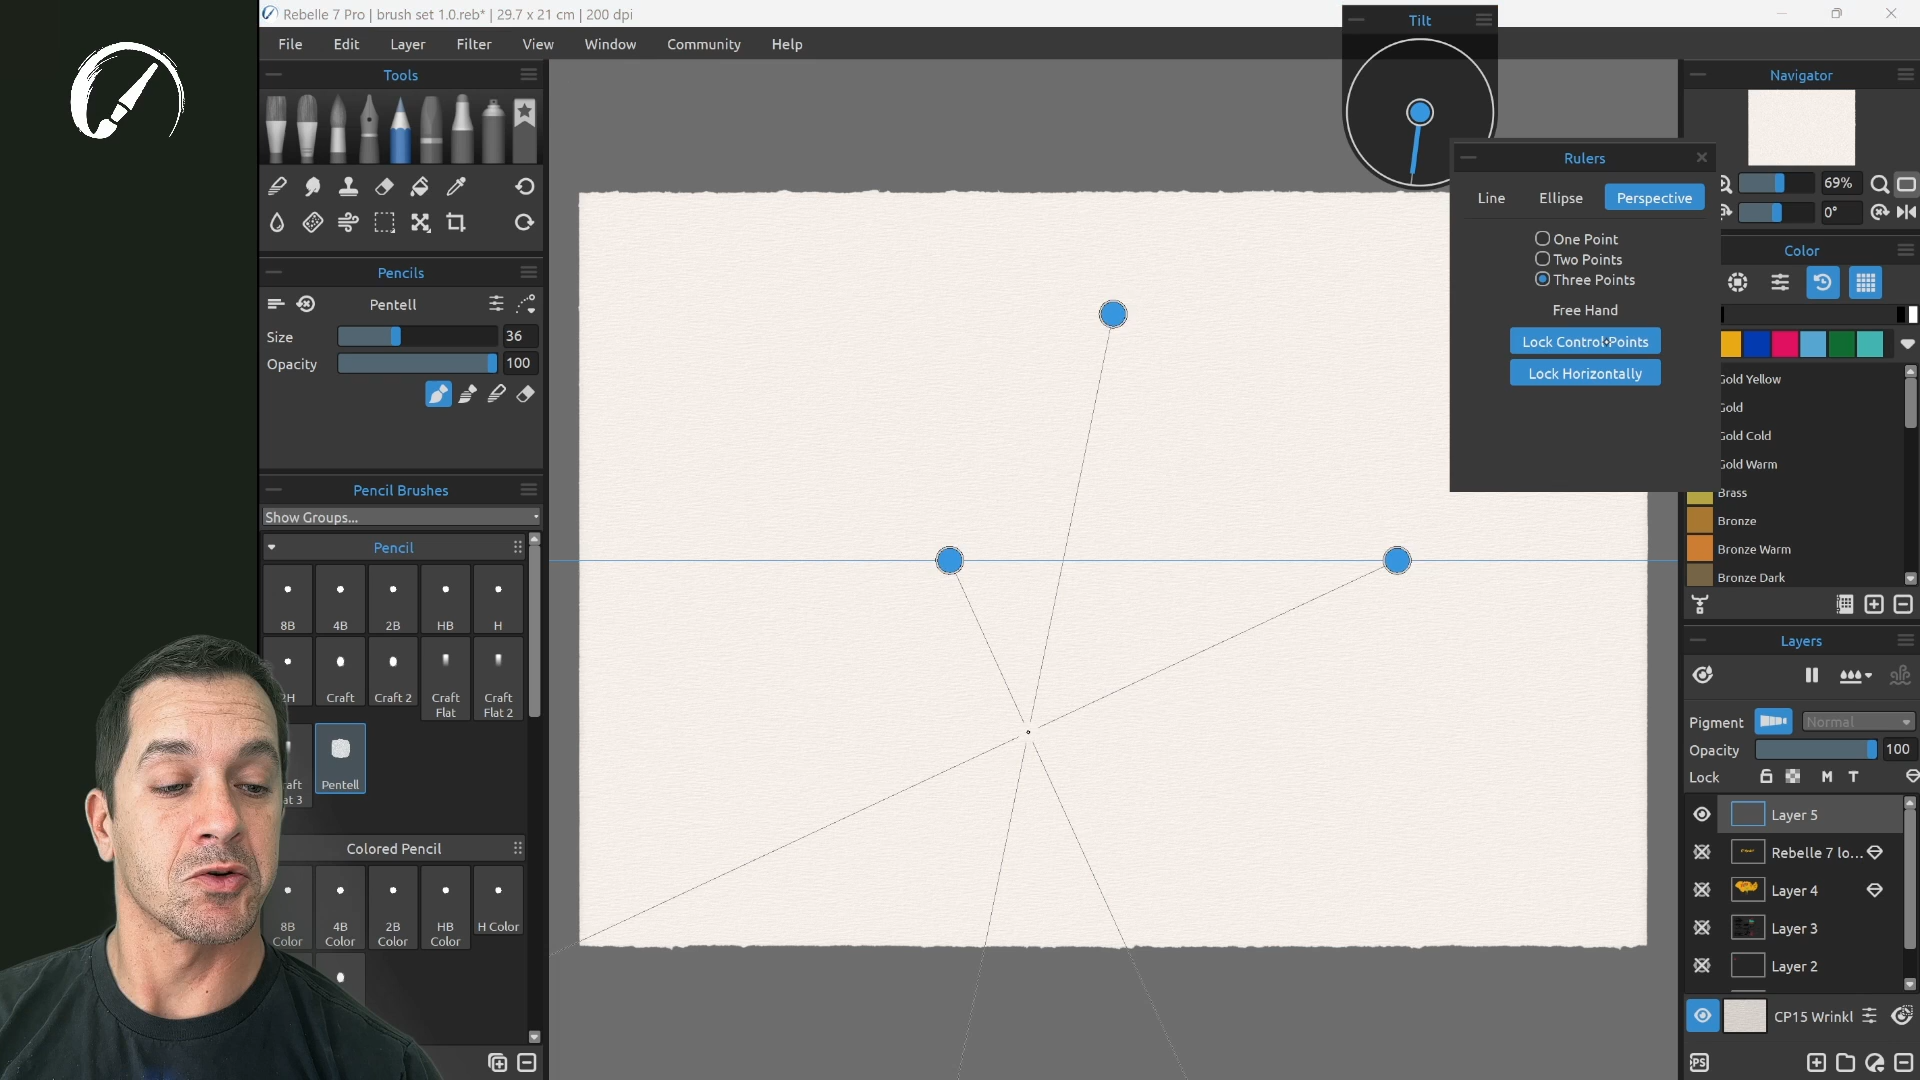 Rebelle 7 Pro | brush set 1.0.reb* | 29.7 x 21 cm | 200 dpi
File Edit Layer Filter View Window Community Help
Tools
Pencils
Pentell
Size 36
Opacity 100
Pencil Brushes
Show Groups...
Pencil
8B 4B 2B HB H
2H Craft Craft 2 Craft Flat Craft Flat 2
Pentell
Colored Pencil
8B Color 4B Color 2B Color HB Color H Color
Tilt
Rulers
Line Ellipse Perspective
One Point
Two Points
Three Points
Free Hand
Lock Control Points
Lock Horizontally
Navigator
69%
0°
Color
Gold Yellow
Gold
Gold Cold
Gold Warm
Brass
Bronze
Bronze Warm
Bronze Dark
Layers
Pigment Normal
Opacity 100
Lock M T
Layer 5
Rebelle 7 lo...
Layer 4
Layer 3
Layer 2
CP15 Wrinkl
PS